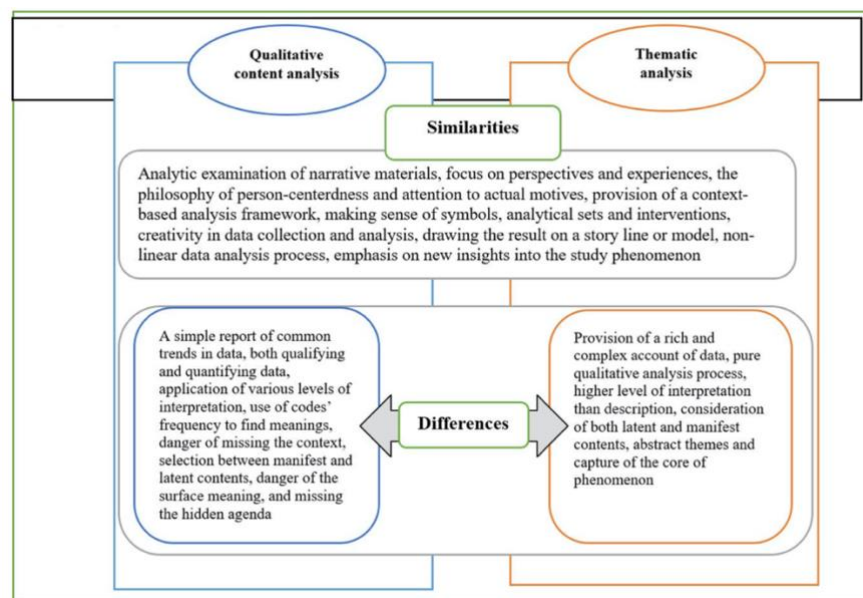 Qualitative
content analysis
Thematic
analysis
Similarities
Analytic examination of narrative materials, focus on perspectives and experiences, the
philosophy of person-centerdness and attention to actual motives, provision of a context-
based analysis framework, making sense of symbols, analytical sets and interventions,
creativity in data collection and analysis, drawing the result on a story line or model, non-
linear data analysis process, emphasis on new insights into the study phenomenon
A simple report of common
trends in data, both qualifying
and quantifying data,
application of various levels of
interpretation, use of codes’
frequency to find meanings,
danger of missing the context,
selection between manifest and
latent contents, danger of the
surface meaning, and missing
the hidden agenda
Differences
Provision of a rich and
complex account of data, pure
qualitative analysis process,
higher level of interpretation
than description, consideration
of both latent and manifest
contents, abstract themes and
capture of the core of
phenomenon